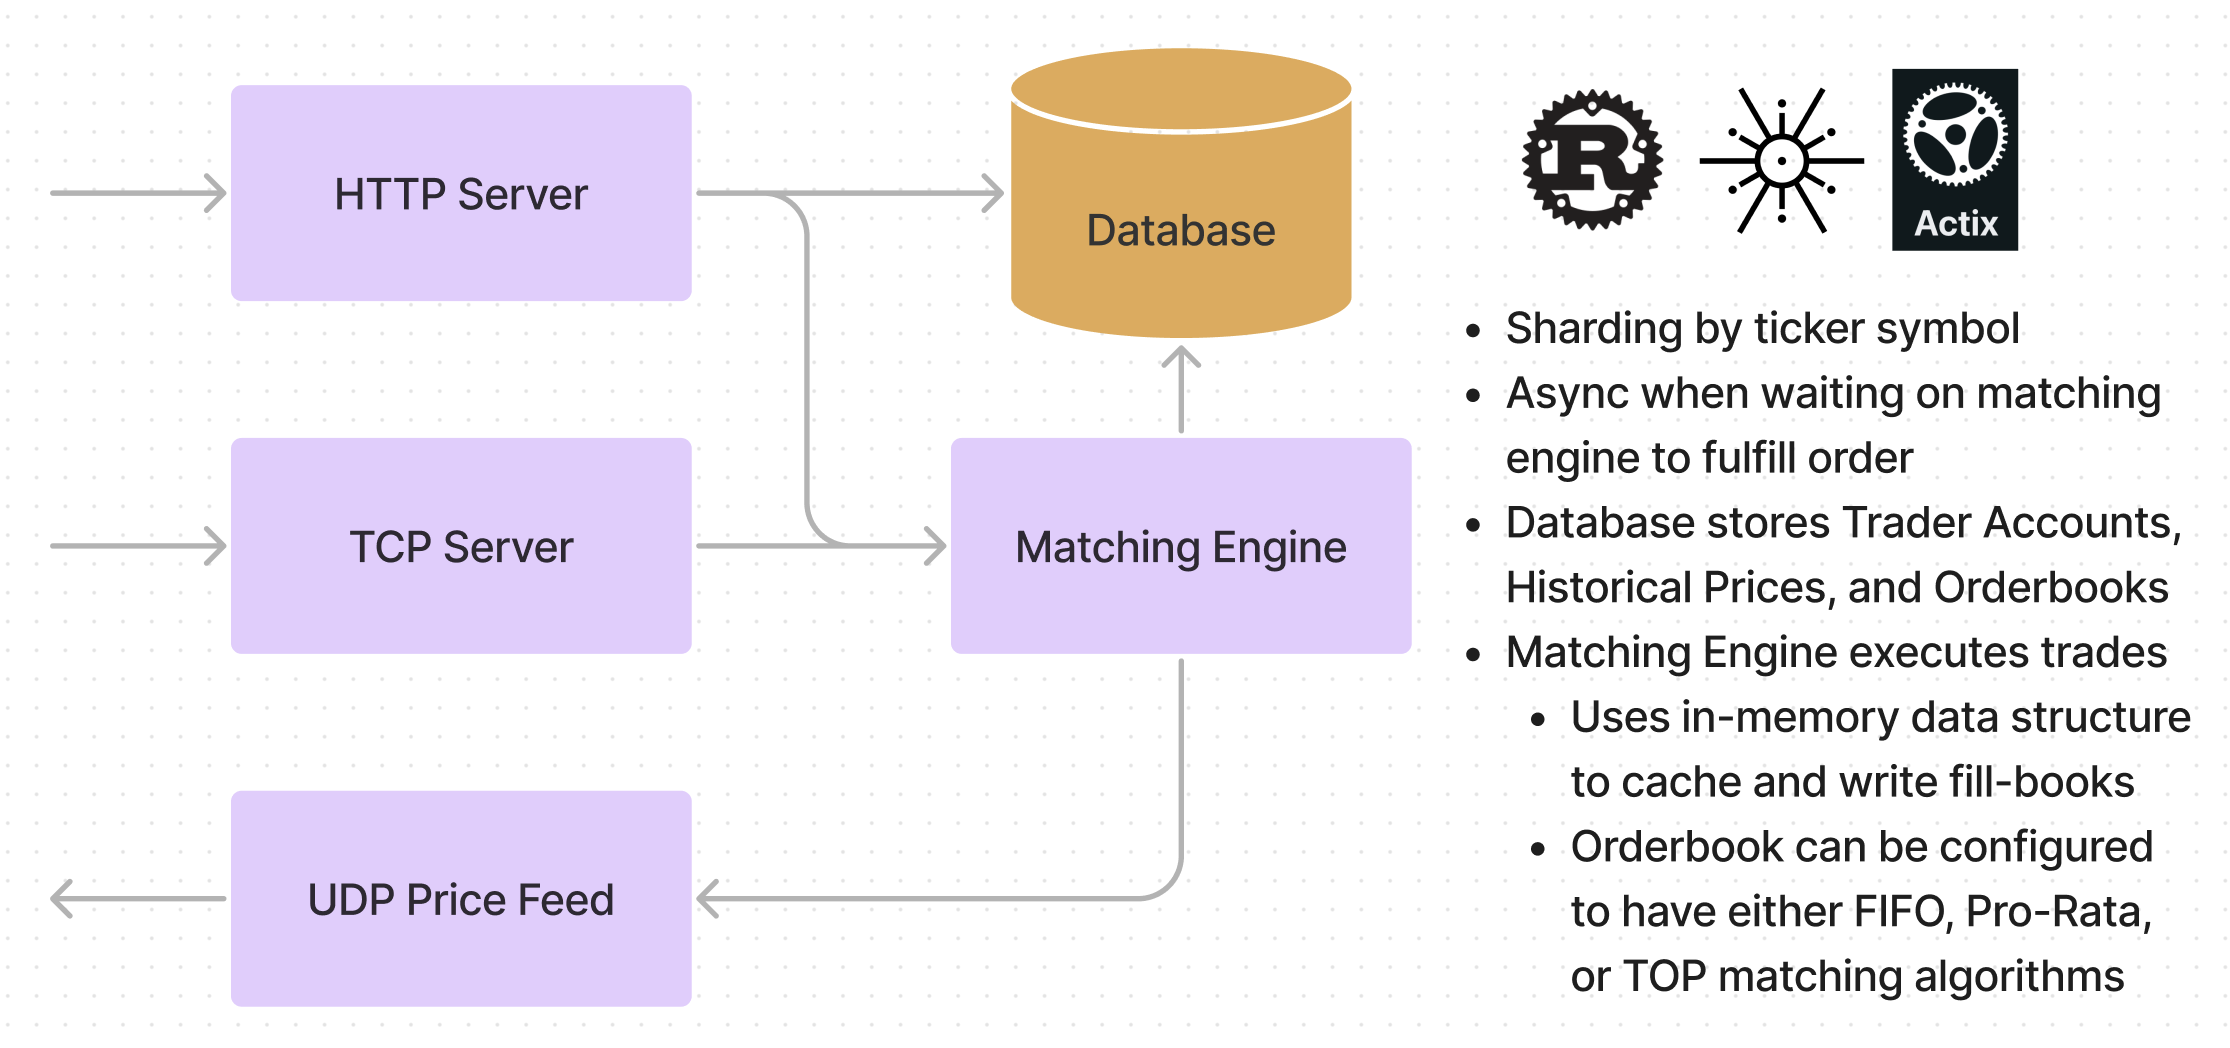 HTTP Server
Database
TCP Server
Matching Engine
UDP Price Feed
R
Actix
• Sharding by ticker symbol
• Async when waiting on matching
engine to fulfill order
• Database stores Trader Accounts,
Historical Prices, and Orderbooks
• Matching Engine executes trades
• Uses in-memory data structure
to cache and write fill-books
• Orderbook can be configured
to have either FIFO, Pro-Rata,
or TOP matching algorithms